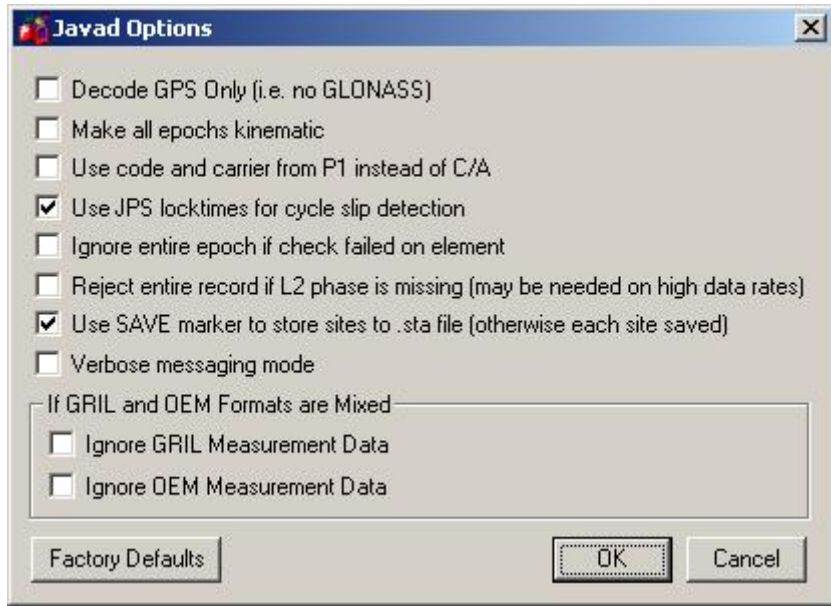 Javad Options
Decode GPS Only (i.e. no GLONASS)
Make all epochs kinematic
Use code and carrier from P1 instead of C/A
Use JPS locktimes for cycle slip detection
Ignore entire epoch if check failed on element
Reject entire record if L2 phase is missing (may be needed on high data rates)
Use SAVE marker to store sites to .sta file (otherwise each site saved)
Verbose messaging mode
If GRIL and OEM Formats are Mixed
Ignore GRIL Measurement Data
Ignore OEM Measurement Data
Factory Defaults OK Cancel